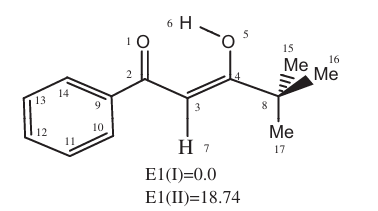 6 H
1 O O 5
15
Me 16
Me
2 4
14
13 9 3 8
12 10
11 Me
H 7 17
E1(I)=0.0
E1(II)=18.74